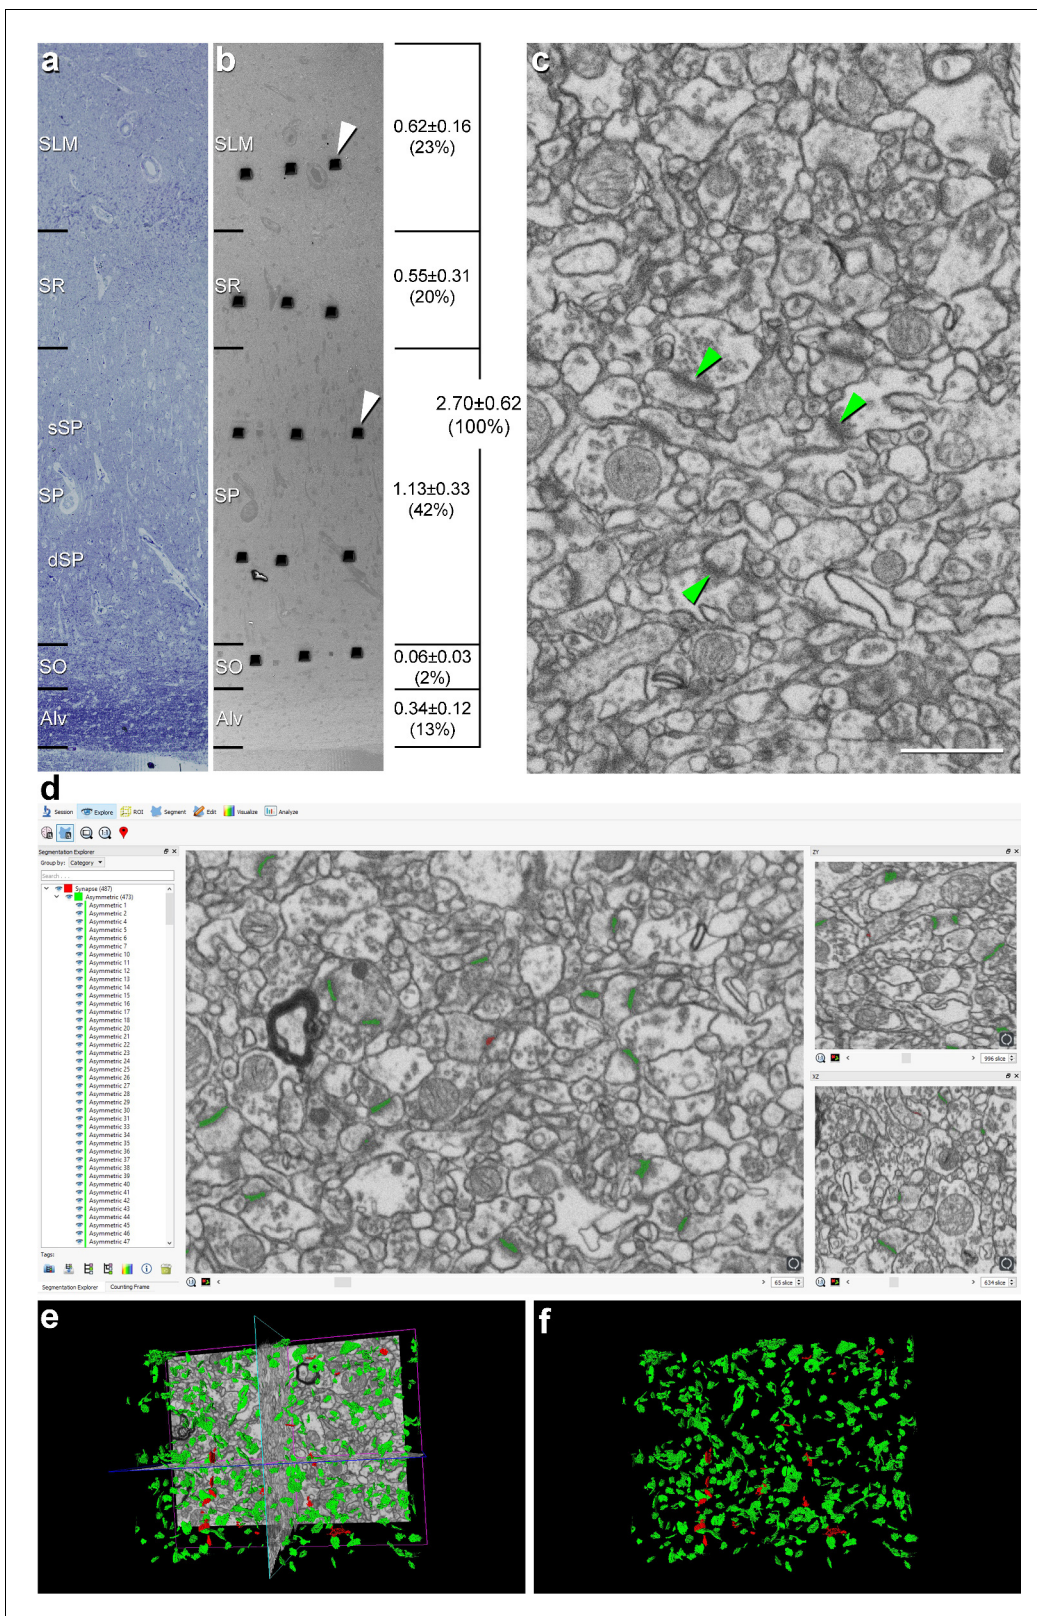 a
SLM
SR
sSP
SP
dSP
SO
Alv
b
SLM
SR
SP
SO
Alv
0.62±0.16
(23%)
0.55±0.31
(20%)
2.70±0.62
(100%)
1.13±0.33
(42%)
0.06±0.03
(2%)
0.34±0.12
(13%)
c
d
Session Explore ROI Segment Edit Visualize Analyze
Segmentation Explorer
Group by: Category
Search . . .
Synapse (487)
Asymmetric (473)
Asymmetric 1
Asymmetric 2
Asymmetric 4
Asymmetric 5
Asymmetric 6
Asymmetric 7
Asymmetric 10
Asymmetric 11
Asymmetric 12
Asymmetric 13
Asymmetric 14
Asymmetric 15
Asymmetric 16
Asymmetric 17
Asymmetric 18
Asymmetric 20
Asymmetric 21
Asymmetric 22
Asymmetric 23
Asymmetric 24
Asymmetric 25
Asymmetric 26
Asymmetric 27
Asymmetric 28
Asymmetric 29
Asymmetric 30
Asymmetric 31
Asymmetric 33
Asymmetric 34
Asymmetric 35
Asymmetric 36
Asymmetric 37
Asymmetric 38
Asymmetric 39
Asymmetric 40
Asymmetric 41
Asymmetric 42
Asymmetric 43
Asymmetric 44
Asymmetric 45
Asymmetric 46
Asymmetric 47
Tags:
Segmentation Explorer Counting Frame
65 slice
ZY
996 slice
XZ
634 slice
e
f